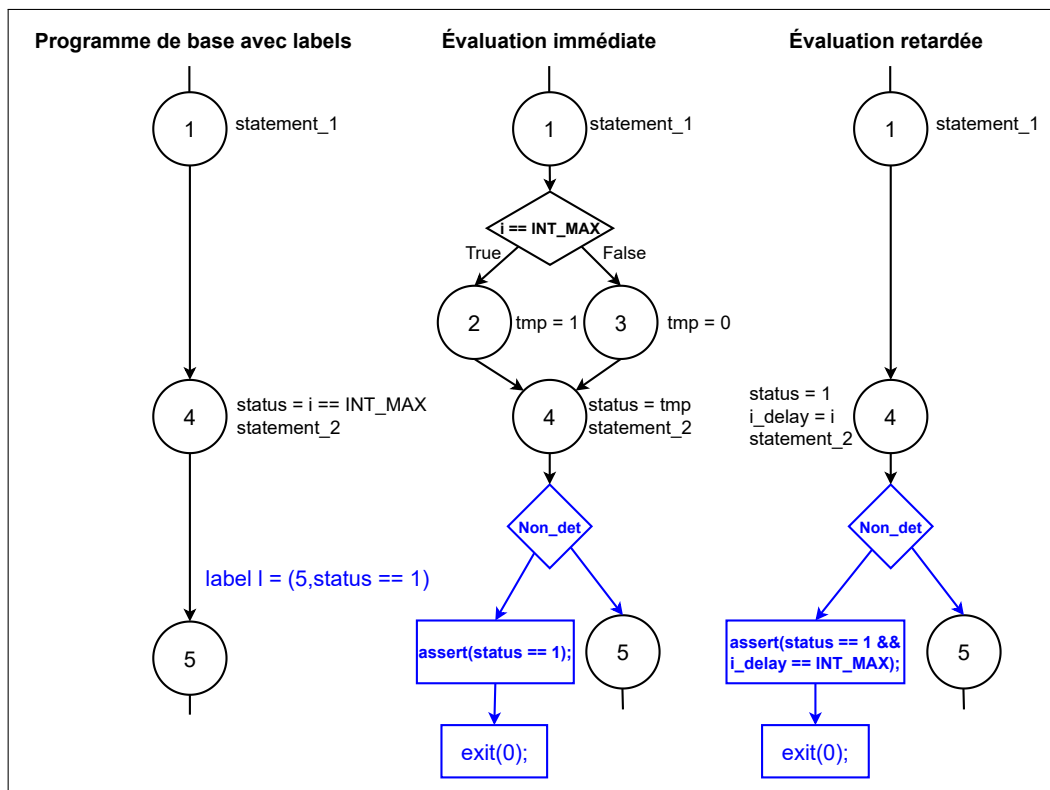 Programme de base avec labels
1
statement_1
4
status = i == INT_MAX
statement_2
label l = (5,status == 1)
5
Évaluation immédiate
1
statement_1
i == INT_MAX
True
False
2
tmp = 1
3
tmp = 0
4
status = tmp
statement_2
Non_det
assert(status == 1);
5
exit(0);
Évaluation retardée
1
statement_1
status = 1
i_delay = i
statement_2
4
Non_det
assert(status == 1 &&
i_delay == INT_MAX);
5
exit(0);